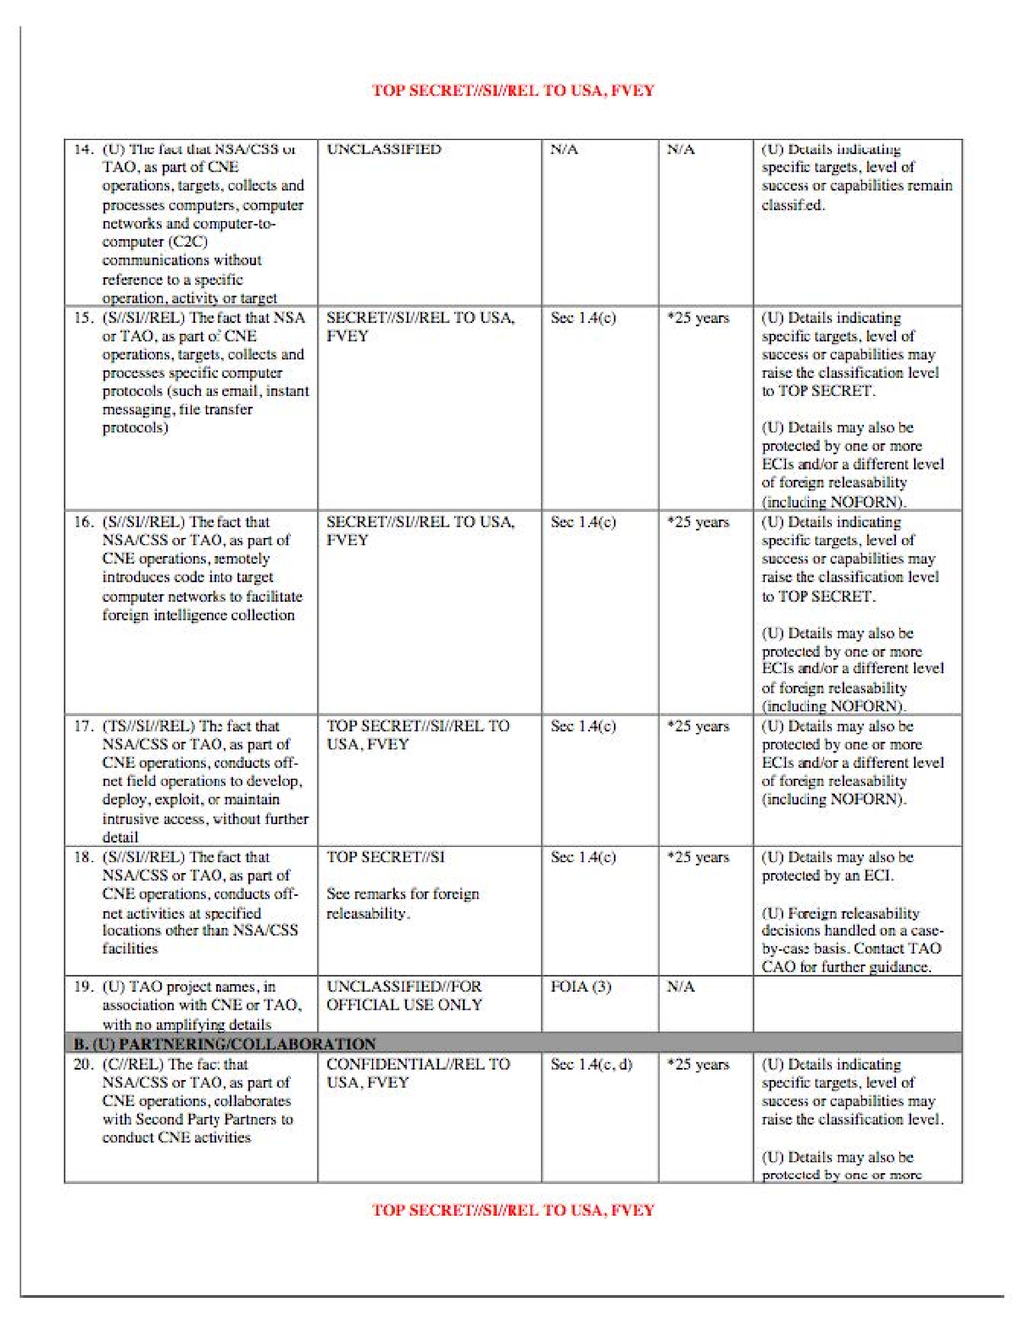 TOP SECRET//SI//REL TO USA, FVEY
14. (U) The fact that NSA/CSS or
TAO, as part of CNE
operations, targets, collects and
processes computers, computer
networks and computer-to-
computer (C2C)
communications without
reference to a specific
operation, activity or target
UNCLASSIFIED
N/A
N/A
(U) Details indicating
specific targets, level of
success or capabilities remain
classified.
15. (S//SI//REL) The fact that NSA
or TAO, as part of CNE
operations, targets, collects and
processes specific computer
protocols (such as email, instant
messaging, file transfer
protocols)
SECRET//SI//REL TO USA,
FVEY
Sec 1.4(c)
*25 years
(U) Details indicating
specific targets, level of
success or capabilities may
raise the classification level
to TOP SECRET.
(U) Details may also be
protected by one or more
ECIs and/or a different level
of foreign releasability
(including NOFORN).
16. (S//SI//REL) The fact that
NSA/CSS or TAO, as part of
CNE operations, remotely
introduces code into target
computer networks to facilitate
foreign intelligence collection
SECRET//SI//REL TO USA,
FVEY
Sec 1.4(c)
*25 years
(U) Details indicating
specific targets, level of
success or capabilities may
raise the classification level
to TOP SECRET.
(U) Details may also be
protected by one or more
ECIs and/or a different level
of foreign releasability
(including NOFORN).
17. (TS//SI//REL) The fact that
NSA/CSS or TAO, as part of
CNE operations, conducts off-
net field operations to develop,
deploy, exploit, or maintain
intrusive access, without further
detail
TOP SECRET//SI//REL TO
USA, FVEY
Sec 1.4(c)
*25 years
(U) Details may also be
protected by one or more
ECIs and/or a different level
of foreign releasability
(including NOFORN).
18. (S//SI//REL) The fact that
NSA/CSS or TAO, as part of
CNE operations, conducts off-
net activities at specified
locations other than NSA/CSS
facilities
TOP SECRET//SI
See remarks for foreign
releasability.
Sec 1.4(c)
*25 years
(U) Details may also be
protected by an ECI.
(U) Foreign releasability
decisions handled on a case-
by-case basis. Contact TAO
CAO for further guidance.
19. (U) TAO project names, in
association with CNE or TAO,
with no amplifying details
UNCLASSIFIED//FOR
OFFICIAL USE ONLY
FOIA (3)
N/A
B. (U) PARTNERING/COLLABORATION
20. (C//REL) The fact that
NSA/CSS or TAO, as part of
CNE operations, collaborates
with Second Party Partners to
conduct CNE activities
CONFIDENTIAL//REL TO
USA, FVEY
Sec 1.4(c, d)
*25 years
(U) Details indicating
specific targets, level of
success or capabilities may
raise the classification level.
(U) Details may also be
protected by one or more
TOP SECRET//SI//REL TO USA, FVEY